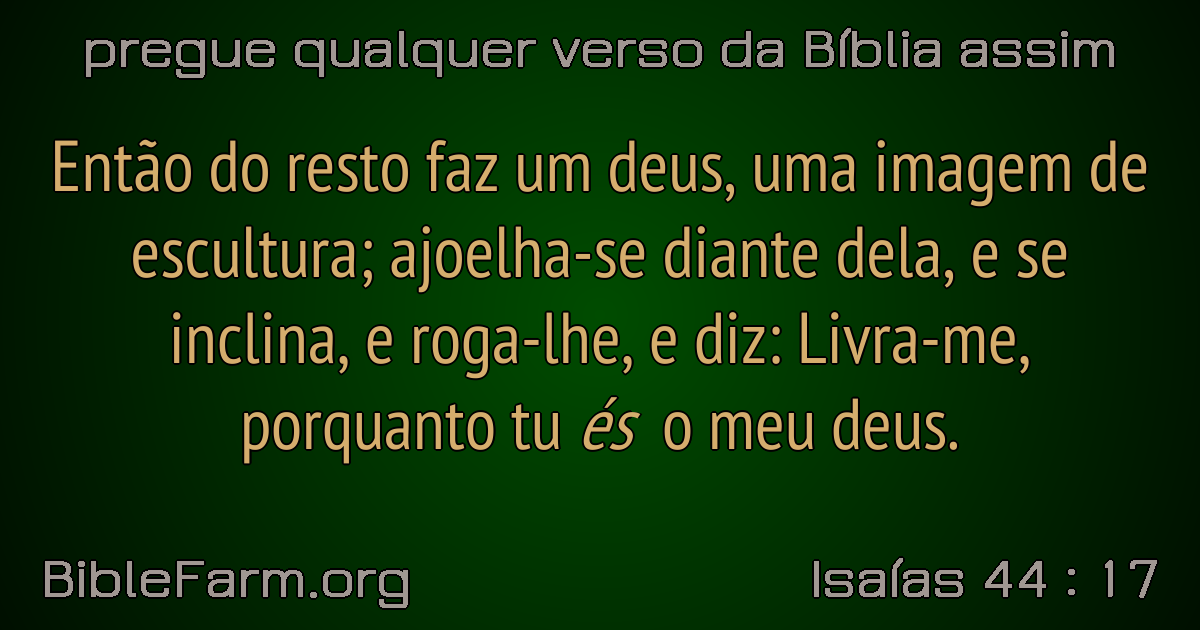 pregue qualquer verso da Bíblia assim
Então do resto faz um deus, uma imagem de
escultura; ajoelha-se diante dela, e se
inclina, e roga-lhe, e diz: Livra-me,
porquanto tu és o meu deus.
BibleFarm.org
Isaías 44 : 17